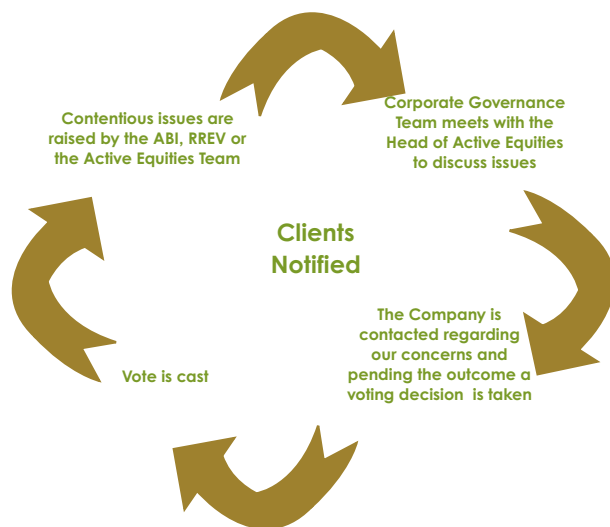 Contentious issues are
raised by the ABI, RREV or
the Active Equities Team
Corporate Governance
Team meets with the
Head of Active Equities
to discuss issues
Clients
Notified
The Company is
contacted regarding
our concerns and
pending the outcome a
voting decision is taken
Vote is cast